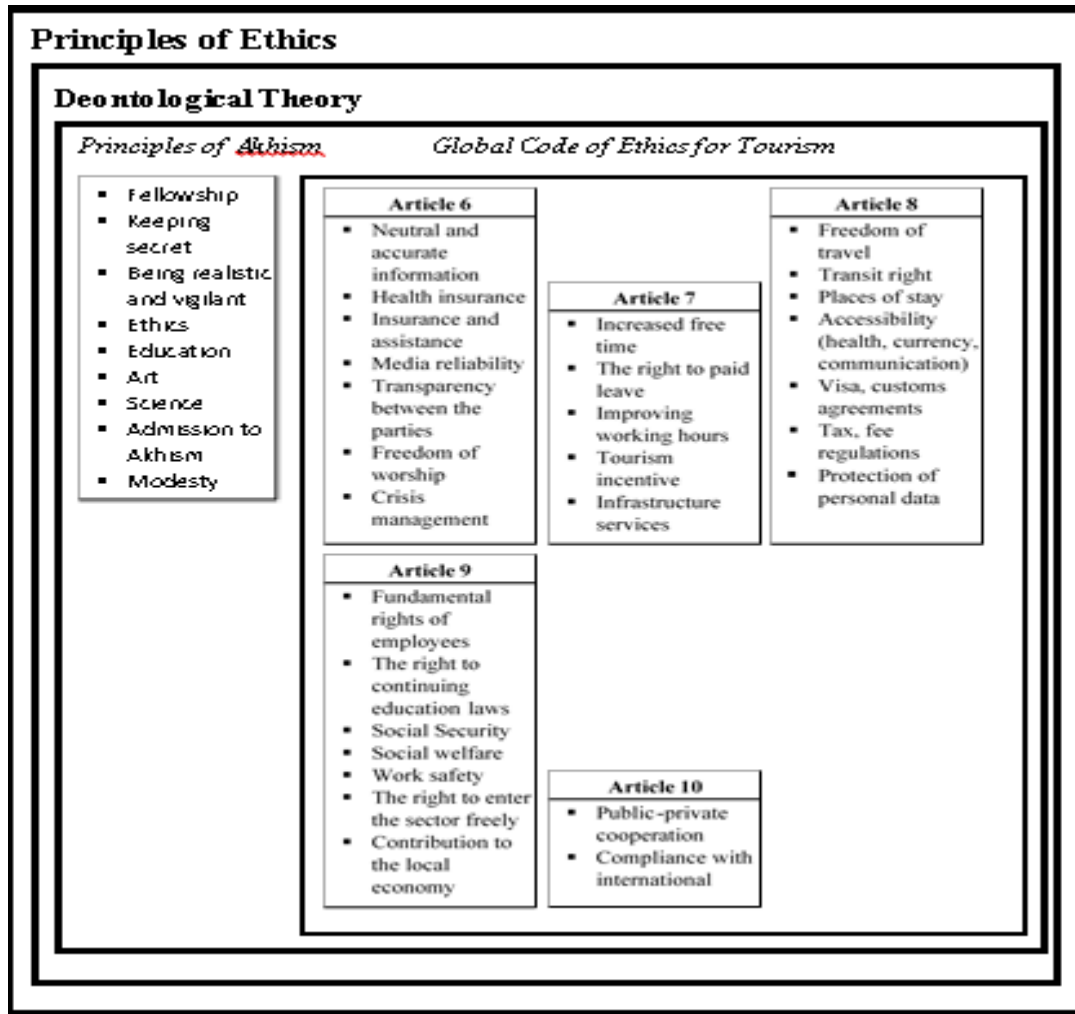 Principles of Ethics
Deontological Theory
Principles of Akhism
Global Code of Ethics for Tourism
▪ Fellowship
▪ Keeping
secret
▪ Being realistic
and vigilant
▪ Ethics
▪ Education
▪ Art
▪ Science
▪ Admission to
Akhism
▪ Modesty
Article 6
▪ Neutral and
accurate
information
▪ Health insurance
▪ Insurance and
assistance
▪ Media reliability
▪ Transparency
between the
parties
▪ Freedom of
worship
▪ Crisis
management
Article 7
▪ Increased free
time
▪ The right to paid
leave
▪ Improving
working hours
▪ Tourism
incentive
▪ Infrastructure
services
Article 8
▪ Freedom of
travel
▪ Transit right
▪ Places of stay
▪ Accessibility
(health, currency,
communication)
▪ Visa, customs
agreements
▪ Tax, fee
regulations
▪ Protection of
personal data
Article 9
▪ Fundamental
rights of
employees
▪ The right to
continuing
education laws
▪ Social Security
▪ Social welfare
▪ Work safety
▪ The right to enter
the sector freely
▪ Contribution to
the local
economy
Article 10
▪ Public-private
cooperation
▪ Compliance with
international